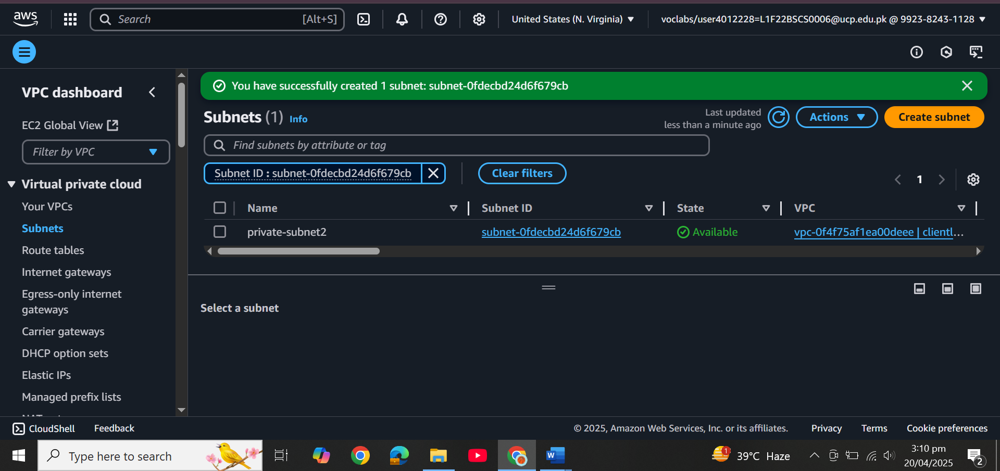 aws
Search
[Alt+S]
United States (N. Virginia)
voclabs/user4012228=L1F22BSCS0006@ucp.edu.pk @ 9923-8243-1128
VPC dashboard
EC2 Global View
Filter by VPC
Virtual private cloud
Your VPCs
Subnets
Route tables
Internet gateways
Egress-only internet
gateways
Carrier gateways
DHCP option sets
Elastic IPs
Managed prefix lists
You have successfully created 1 subnet: subnet-0fdecbd24d6f679cb
Subnets (1) Info
Last updated
less than a minute ago
Actions
Create subnet
Find subnets by attribute or tag
Subnet ID : subnet-0fdecbd24d6f679cb
Clear filters
1
Name
Subnet ID
State
VPC
private-subnet2
subnet-0fdecbd24d6f679cb
Available
vpc-0f4f75af1ea00deee | clientl...
Select a subnet
CloudShell
Feedback
© 2025, Amazon Web Services, Inc. or its affiliates.
Privacy
Terms
Cookie preferences
Type here to search
W
1
39°C Haze
3:10 pm
20/04/2025
2